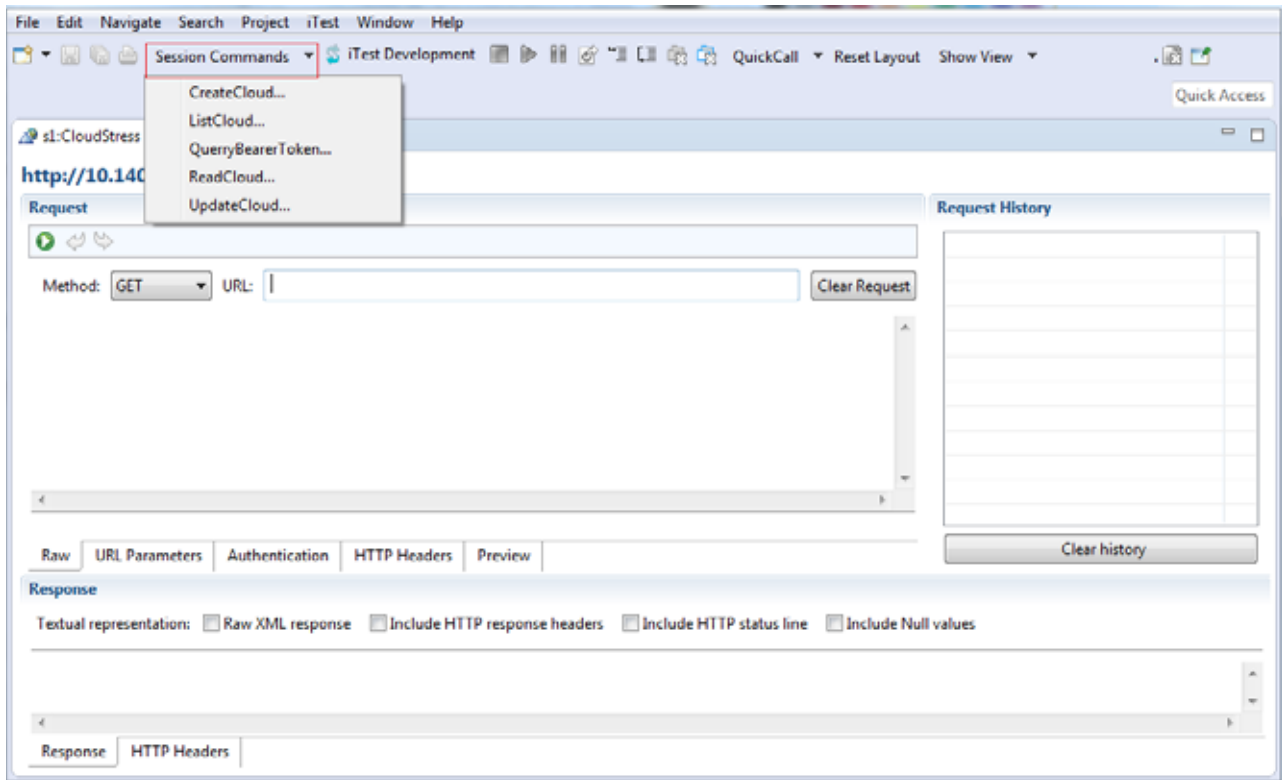 File Edit Navigate Search Project iTest Window Help
Session Commands iTest Development QuickCall Reset Layout Show View
CreateCloud...
Quick Access
ListCloud...
s1:CloudStress
QuerryBearerToken...
http://10.140
ReadCloud...
Request
UpdateCloud...
Request History
Method: GET URL: Clear Request
Raw URL Parameters Authentication HTTP Headers Preview
Clear history
Response
Textual representation: Raw XML response Include HTTP response headers Include HTTP status line Include Null values
Response HTTP Headers